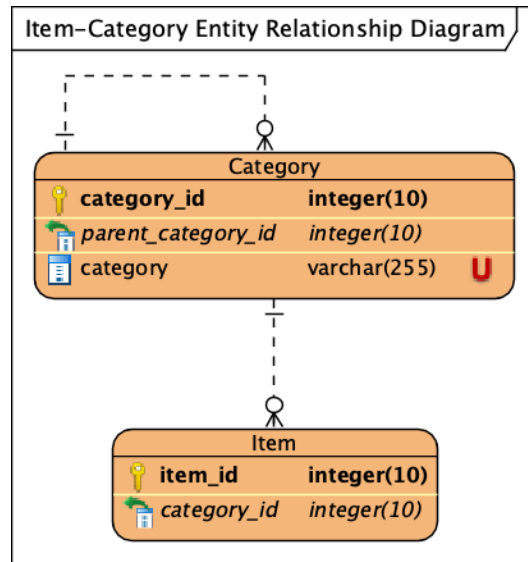 Item-Category Entity Relationship Diagram
Category
category_id integer(10)
parent_category_id integer(10)
category varchar(255) U
Item
item_id integer(10)
category_id integer(10)